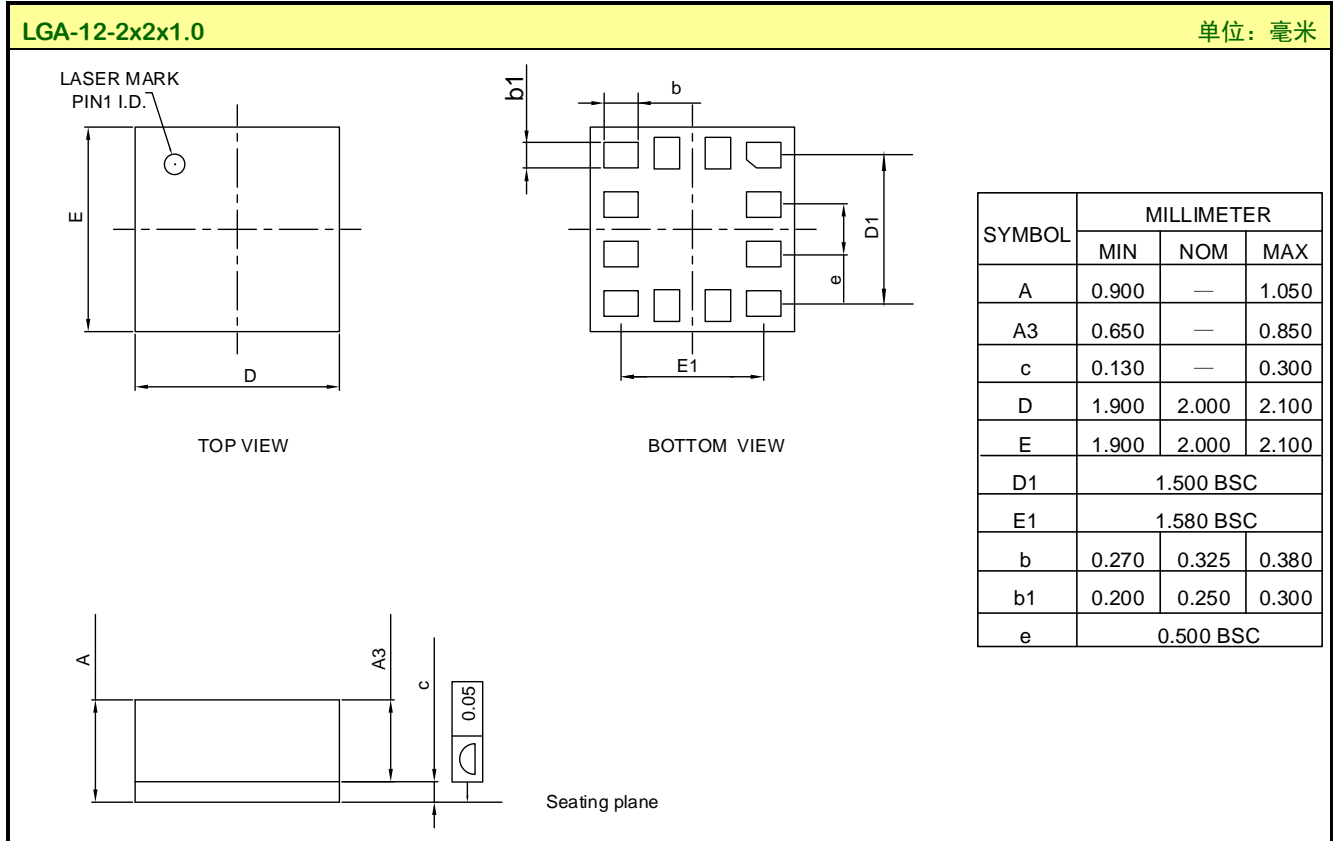 LGA-12-2x2x1.0 单位：毫米
LASER MARK
PIN1 I.D.
E
D
TOP VIEW
b1
b
D1
e
E1
BOTTOM VIEW
SYMBOL MILLIMETER
MIN NOM MAX
A 0.900 — 1.050
A3 0.650 — 0.850
c 0.130 — 0.300
D 1.900 2.000 2.100
E 1.900 2.000 2.100
D1 1.500 BSC
E1 1.580 BSC
b 0.270 0.325 0.380
b1 0.200 0.250 0.300
e 0.500 BSC
A
A3
c
0.05
Seating plane